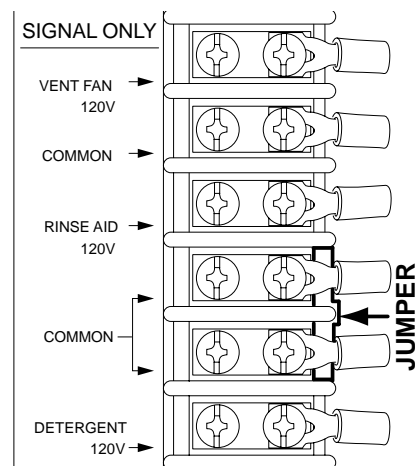 SIGNAL ONLY
VENT FAN
120V
COMMON
RINSE AID
120V
COMMON
JUMPER
DETERGENT
120V